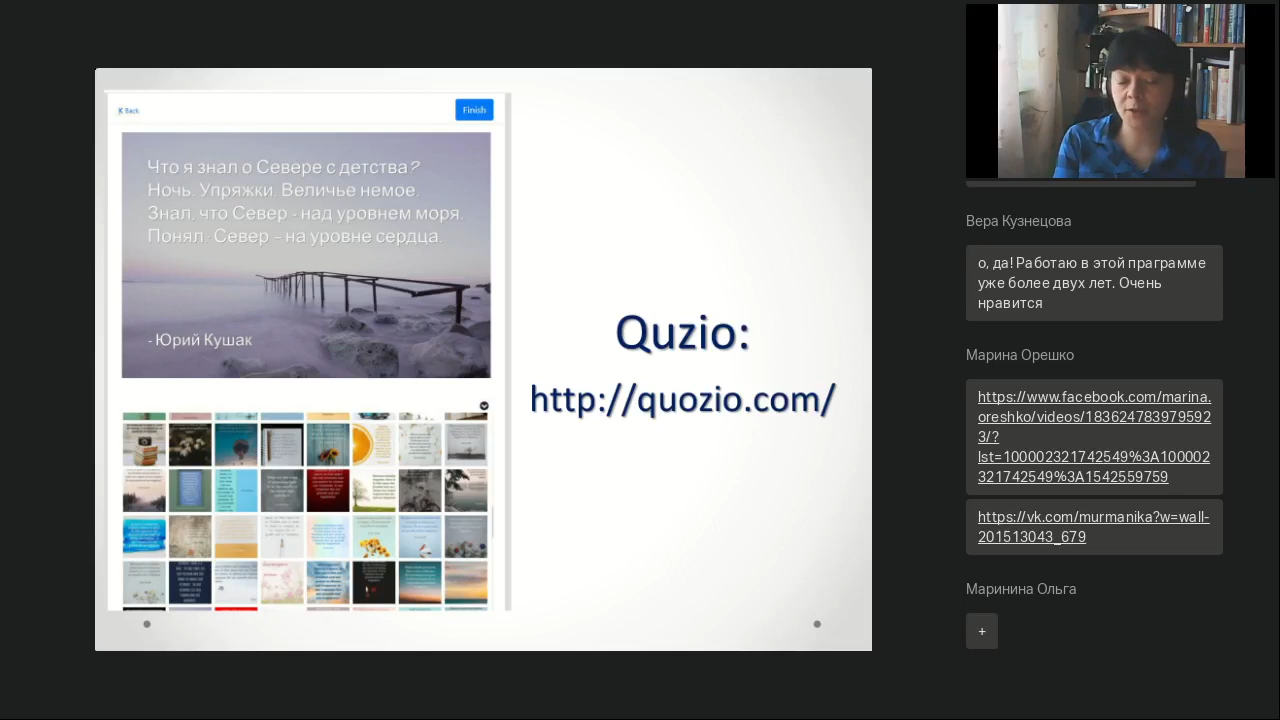 Back
Finish
Что я знал о Севере с детства?
Ночь. Упряжки. Величье немое.
Знал, что Север - над уровнем моря.
Понял - Север – на уровне сердца.
- Юрий Кушак
Quzio:
http://quozio.com/
Вера Кузнецова
о, да! Работаю в этой праграмме
уже более двух лет. Очень
нравится
Марина Орешко
https://www.facebook.com/marina.
oreshko/videos/183624783979592
3/?
lst=100002321742549%3A100002
321742549%3A1542559759
https://vk.com/murmanika?w=wall-
201513043_679
Маринина Ольга
+